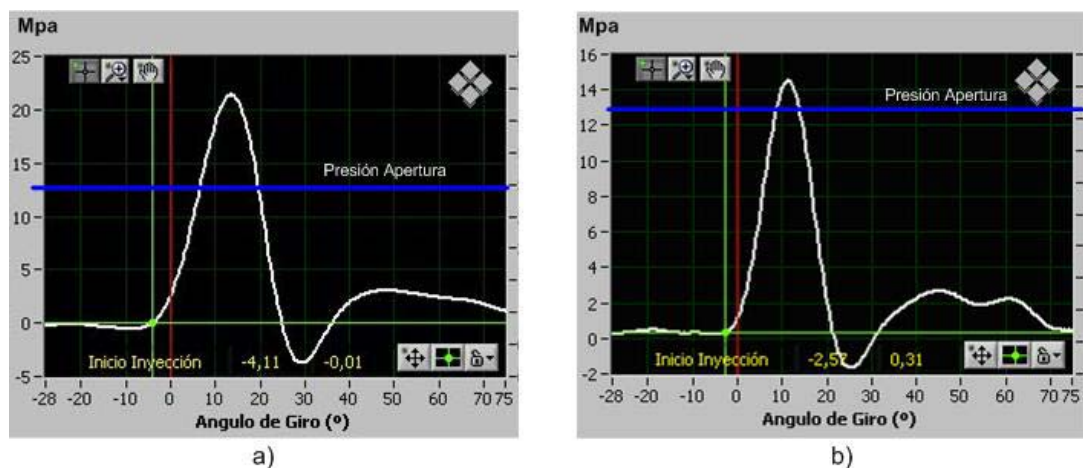 Mpa
25
20
15
10
5
0
-5
Presión Apertura
Inicio Inyección -4,11 -0,01
-28 -20 -10 0 10 20 30 40 50 60 70 75
Angulo de Giro (º)
a)
Mpa
16
14
12
10
8
6
4
2
0
-2
Presión Apertura
Inicio Inyección -2,57 0,31
-28 -20 -10 0 10 20 30 40 50 60 70 75
Angulo de Giro (º)
b)